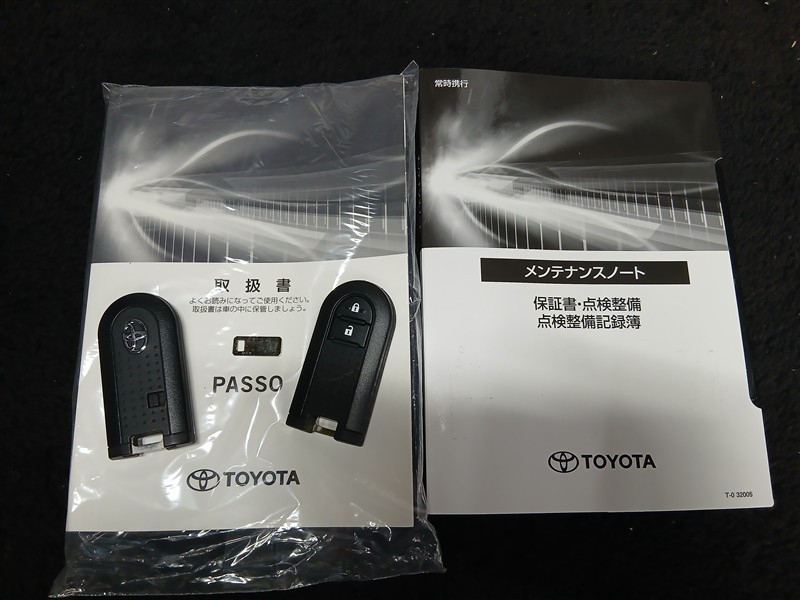 取扱書
よくお読みになってご使用ください。
取扱書は車の中に保管しましょう。
PASSO
TOYOTA
常時携行
メンテナンスノート
保証書・点検整備
点検整備記録簿
TOYOTA
T-0 32005